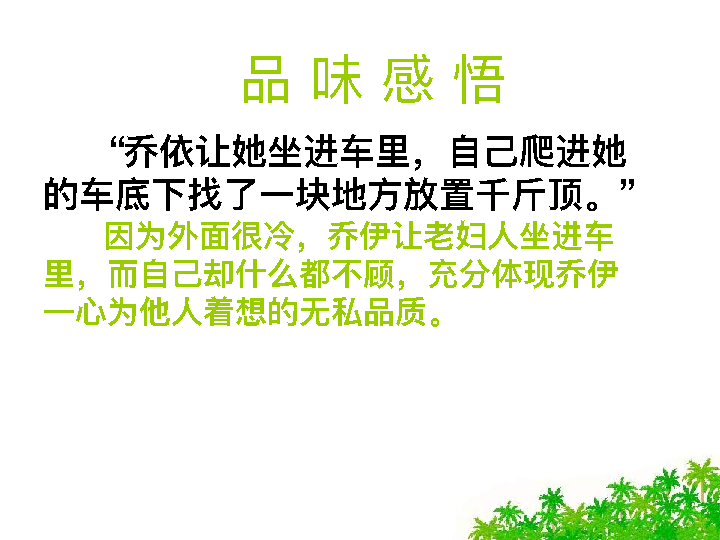 品 味 感 悟
“乔依让她坐进车里，自己爬进她
的车底下找了一块地方放置千斤顶。”
因为外面很冷，乔伊让老妇人坐进车
里，而自己却什么都不顾，充分体现乔伊
一心为他人着想的无私品质。